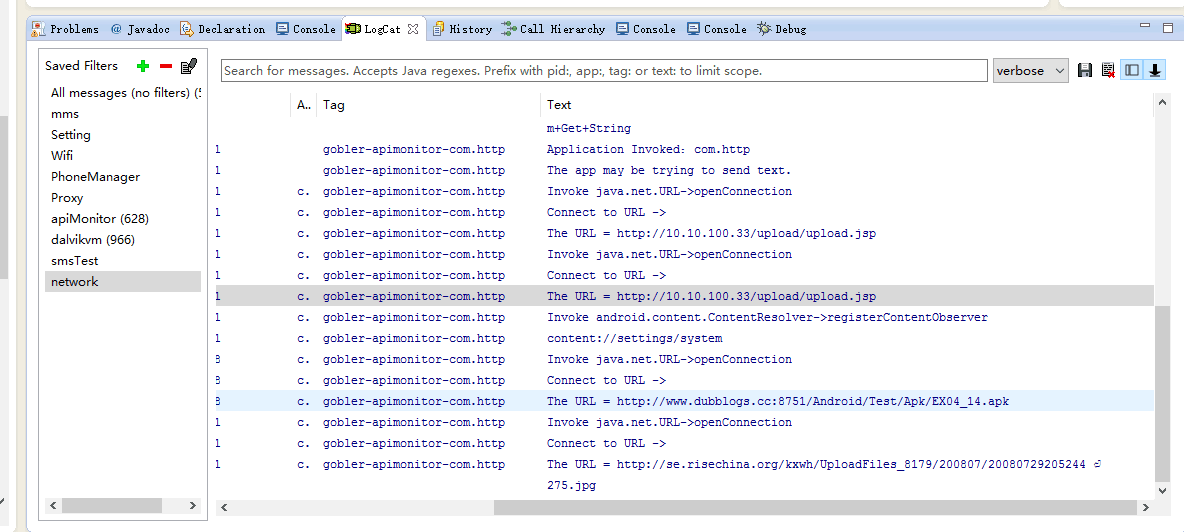 Problems @ Javadoc Declaration Console LogCat History Call Hierarchy Console Console Debug
Saved Filters
Search for messages. Accepts Java regexes. Prefix with pid:, app:, tag: or text: to limit scope. verbose
All messages (no filters) (5
mms
Setting
Wifi
PhoneManager
Proxy
apiMonitor (628)
dalvikvm (966)
smsTest
network
A.. Tag Text
m+Get+String
1 gobler-apimonitor-com.http Application Invoked: com.http
1 gobler-apimonitor-com.http The app may be trying to send text.
1 c. gobler-apimonitor-com.http Invoke java.net.URL->openConnection
1 c. gobler-apimonitor-com.http Connect to URL ->
1 c. gobler-apimonitor-com.http The URL = http://10.10.100.33/upload/upload.jsp
1 c. gobler-apimonitor-com.http Invoke java.net.URL->openConnection
1 c. gobler-apimonitor-com.http Connect to URL ->
1 c. gobler-apimonitor-com.http The URL = http://10.10.100.33/upload/upload.jsp
1 c. gobler-apimonitor-com.http Invoke android.content.ContentResolver->registerContentObserver
1 c. gobler-apimonitor-com.http content://settings/system
8 c. gobler-apimonitor-com.http Invoke java.net.URL->openConnection
8 c. gobler-apimonitor-com.http Connect to URL ->
8 c. gobler-apimonitor-com.http The URL = http://www.dubblogs.cc:8751/Android/Test/Apk/EX04_14.apk
1 c. gobler-apimonitor-com.http Invoke java.net.URL->openConnection
1 c. gobler-apimonitor-com.http Connect to URL ->
1 c. gobler-apimonitor-com.http The URL = http://se.risechina.org/kxwh/UploadFiles_8179/200807/20080729205244
275.jpg